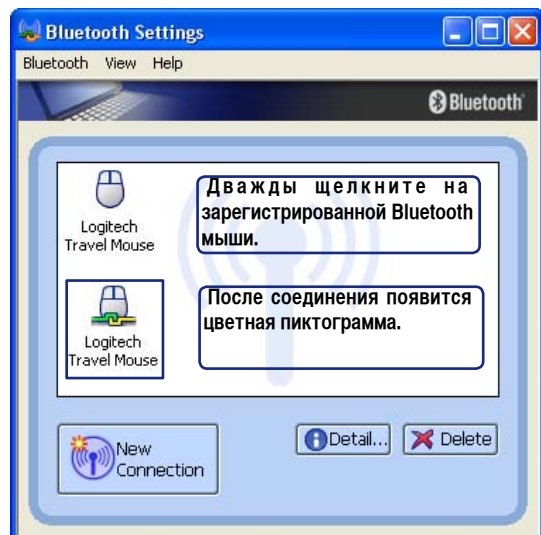 Bluetooth Settings
Bluetooth View Help
Bluetooth
Logitech
Travel Mouse
Дважды щелкните на
зарегистрированной Bluetooth
мыши.
Logitech
Travel Mouse
После соединения появится
цветная пиктограмма.
New
Connection
Detail...
Delete